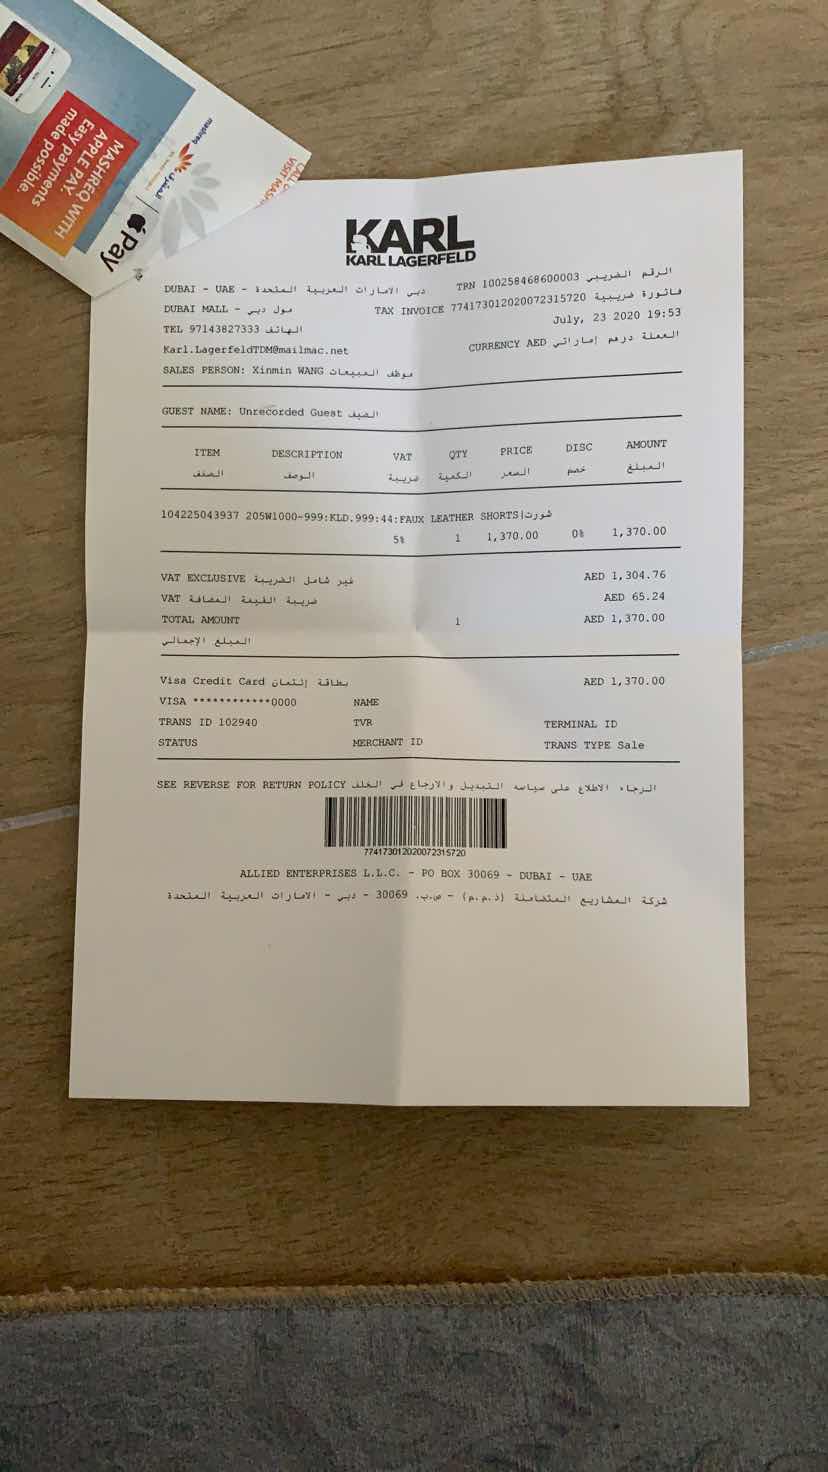 MASHREQ WITH
APPLE PAY.
Easy payments
made possible
المشرق
mashreq
Pay
VISIT MASH
KARL
KARL LAGERFELD
DUBAI - UAE - دبي الامارات العربية المتحدة
TRN 100258468600003 الرقم الضريبي
DUBAI MALL - مول دبي
TAX INVOICE 774173012020072315720 فاتورة ضريبية
TEL 97143827333 الهاتف
July, 23 2020 19:53
Karl.LagerfeldTDM@mailmac.net
CURRENCY AED العملة درهم إماراتي
SALES PERSON: Xinmin WANG موظف المبيعات
GUEST NAME: Unrecorded Guest الضيف
ITEM DESCRIPTION VAT QTY PRICE DISC AMOUNT
الصنف الوصف ضريبة الكمية السعر خصم المبلغ
104225043937 205W1000-999:KLD.999:44:FAUX LEATHER SHORTS|شورت
5% 1 1,370.00 0% 1,370.00
VAT EXCLUSIVE غير شامل الضريبة AED 1,304.76
VAT ضريبة القيمة المضافة AED 65.24
TOTAL AMOUNT 1 AED 1,370.00
المبلغ الإجمالي
Visa Credit Card بطاقة إئتمان AED 1,370.00
VISA ************0000 NAME
TRANS ID 102940 TVR TERMINAL ID
STATUS MERCHANT ID TRANS TYPE Sale
SEE REVERSE FOR RETURN POLICY الرجاء الاطلاع على سياسه التبديل والارجاع في الخلف
774173012020072315720
ALLIED ENTERPRISES L.L.C. - PO BOX 30069 - DUBAI - UAE
شركة المشاريع المتضامنة (ذ.م.م) - ص.ب. 30069 - دبي - الامارات العربية المتحدة